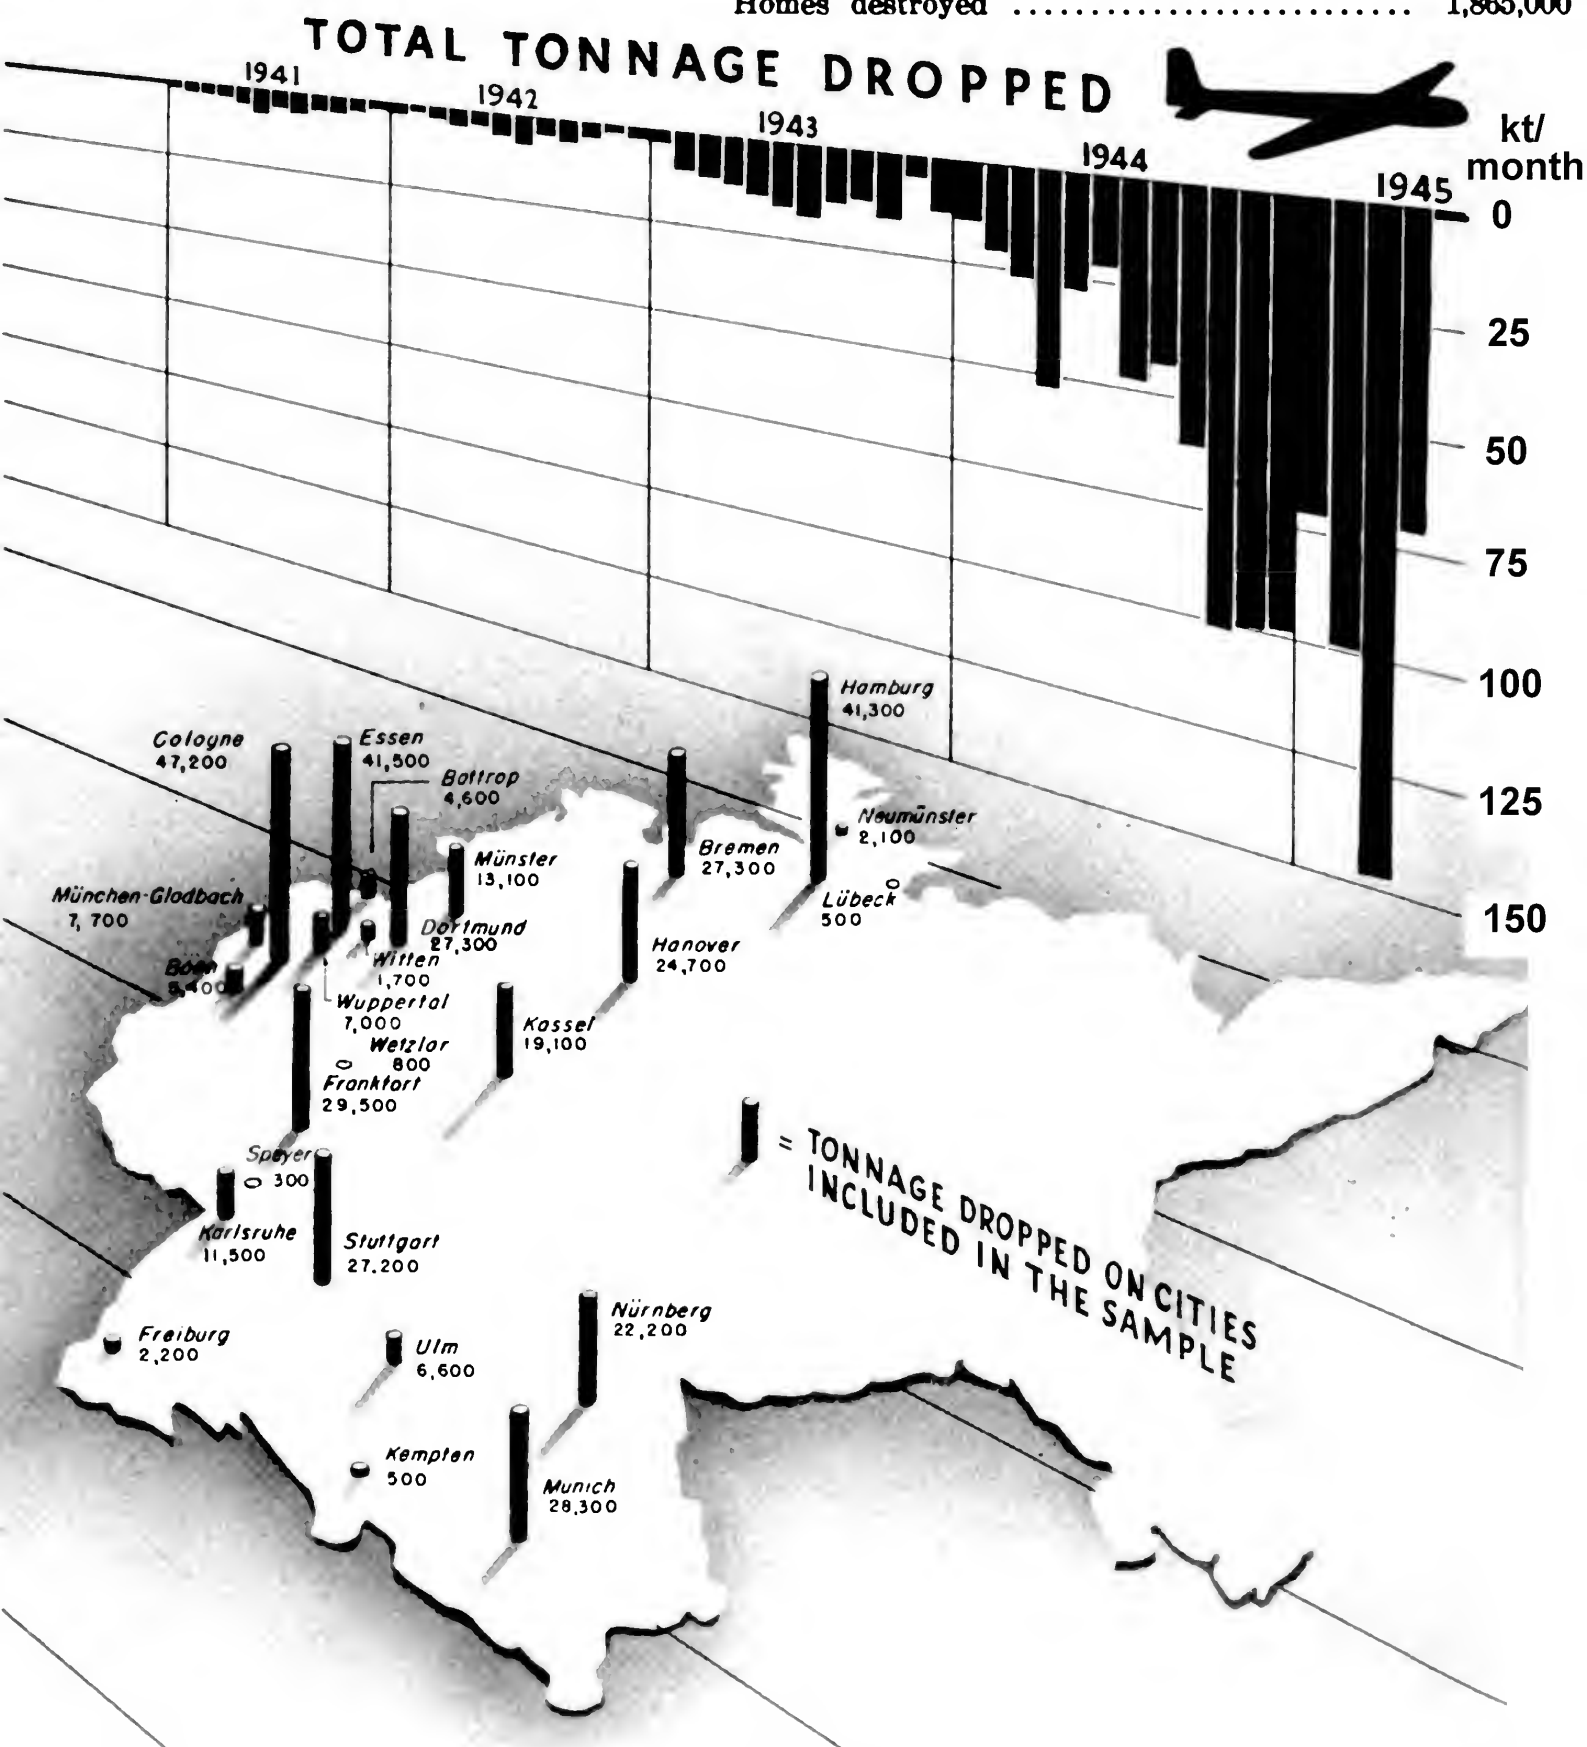 Homes destroyed ........................... 1,865,000
TOTAL TONNAGE DROPPED
1941
1942
1943
1944
1945
kt/
month
0
25
50
75
100
125
150
Hamburg
41,300
Cologne
47,200
Essen
41,500
Bottrop
4,600
Neumünster
2,100
Bremen
27,300
Münster
13,100
München-Gladbach
7,700
Lübeck
500
Dortmund
27,300
Hanover
24,700
Witten
1,700
Bonn
5,400
Wuppertal
7,000
Kassel
19,100
Wetzlar
800
Frankfort
29,500
Speyer
300
= TONNAGE DROPPED ON CITIES
INCLUDED IN THE SAMPLE
Karlsruhe
11,500
Stuttgart
27.200
Nürnberg
22,200
Freiburg
2,200
Ulm
6,600
Kempten
500
Munich
28,300